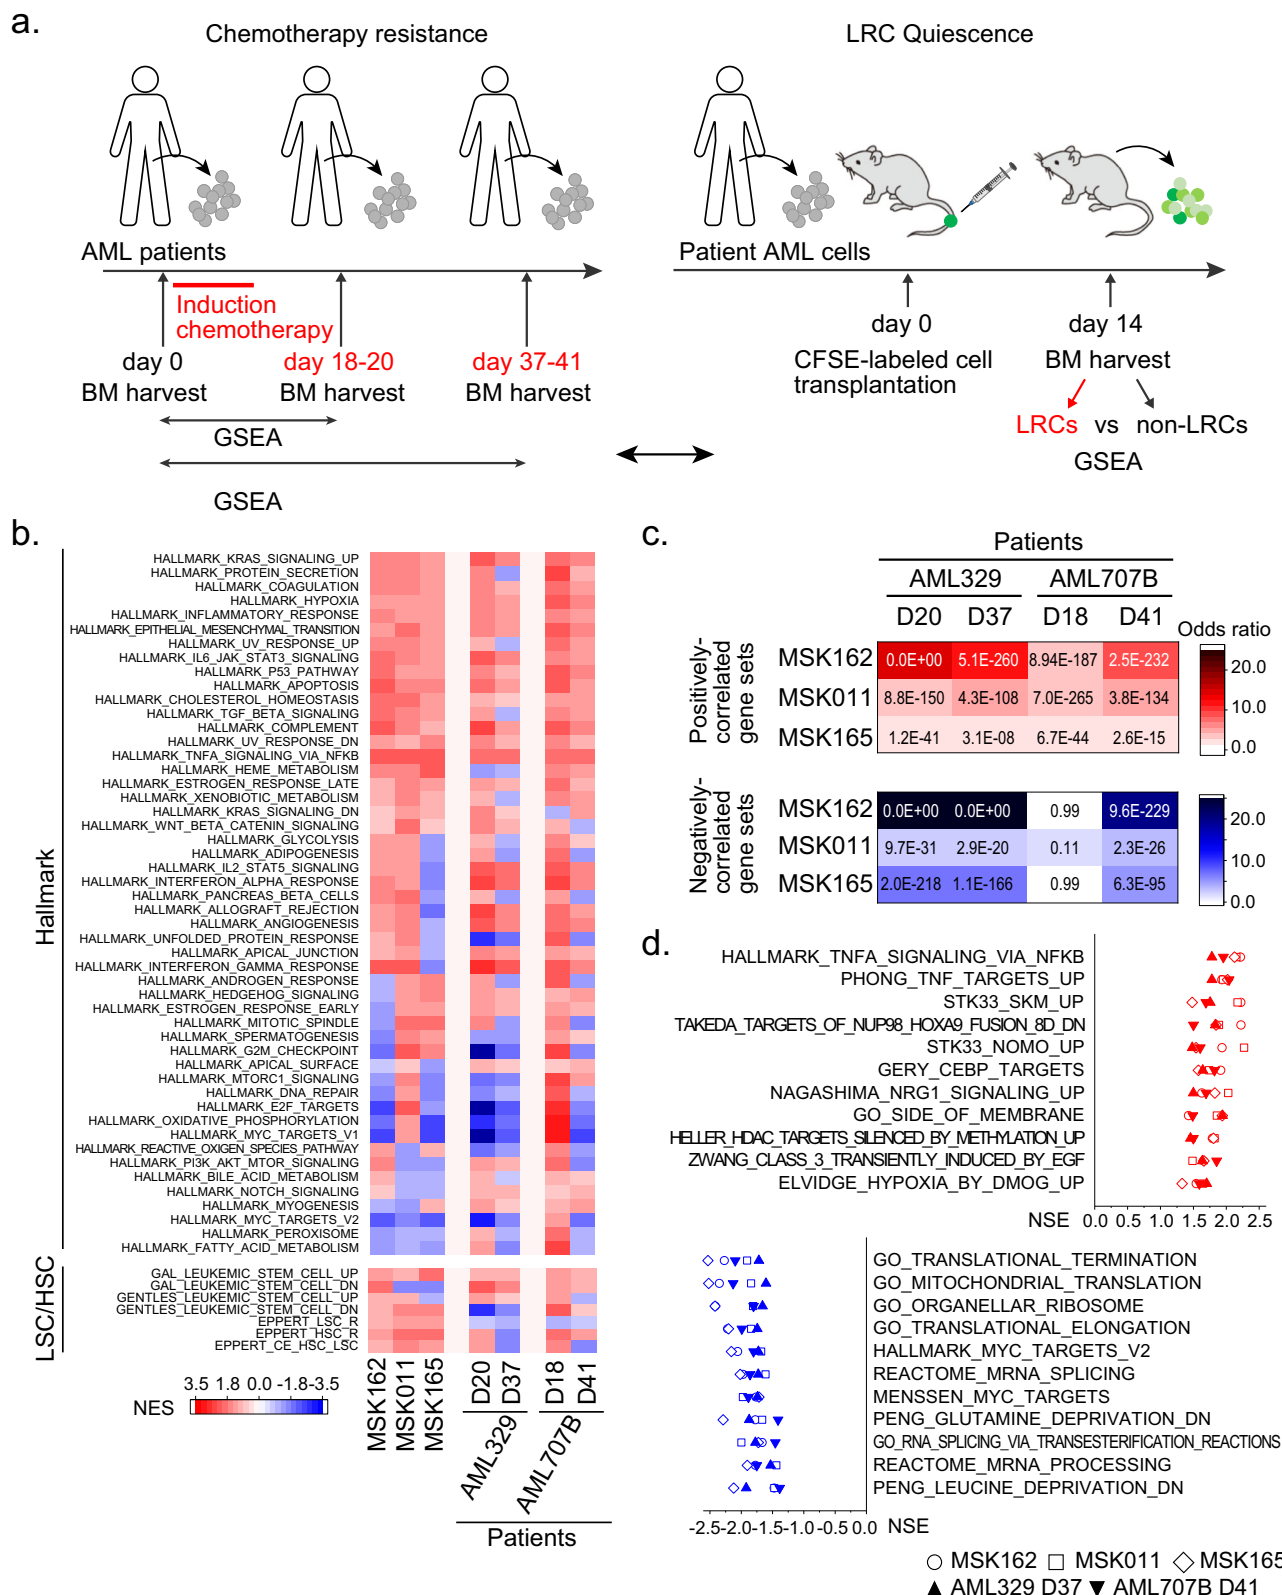 a.
Chemotherapy resistance
LRC Quiescence
AML patients
Patient AML cells
Induction
chemotherapy
day 0
BM harvest
day 18-20
BM harvest
day 37-41
BM harvest
GSEA
GSEA
day 0
CFSE-labeled cell
transplantation
day 14
BM harvest
LRCs vs non-LRCs
GSEA
b.
Hallmark
HALLMARK_KRAS_SIGNALING_UP
HALLMARK_PROTEIN_SECRETION
HALLMARK_COAGULATION
HALLMARK_HYPOXIA
HALLMARK_INFLAMMATORY_RESPONSE
HALLMARK_EPITHELIAL_MESENCHYMAL_TRANSITION
HALLMARK_UV_RESPONSE_UP
HALLMARK_IL6_JAK_STAT3_SIGNALING
HALLMARK_P53_PATHWAY
HALLMARK_APOPTOSIS
HALLMARK_CHOLESTEROL_HOMEOSTASIS
HALLMARK_TGF_BETA_SIGNALING
HALLMARK_COMPLEMENT
HALLMARK_UV_RESPONSE_DN
HALLMARK_TNFA_SIGNALING_VIA_NFKB
HALLMARK_HEME_METABOLISM
HALLMARK_ESTROGEN_RESPONSE_LATE
HALLMARK_XENOBIOTIC_METABOLISM
HALLMARK_KRAS_SIGNALING_DN
HALLMARK_WNT_BETA_CATENIN_SIGNALING
HALLMARK_GLYCOLYSIS
HALLMARK_ADIPOGENESIS
HALLMARK_IL2_STAT5_SIGNALING
HALLMARK_INTERFERON_ALPHA_RESPONSE
HALLMARK_PANCREAS_BETA_CELLS
HALLMARK_ALLOGRAFT_REJECTION
HALLMARK_ANGIOGENESIS
HALLMARK_UNFOLDED_PROTEIN_RESPONSE
HALLMARK_APICAL_JUNCTION
HALLMARK_INTERFERON_GAMMA_RESPONSE
HALLMARK_ANDROGEN_RESPONSE
HALLMARK_HEDGEHOG_SIGNALING
HALLMARK_ESTROGEN_RESPONSE_EARLY
HALLMARK_MITOTIC_SPINDLE
HALLMARK_SPERMATOGENESIS
HALLMARK_G2M_CHECKPOINT
HALLMARK_APICAL_SURFACE
HALLMARK_MTORC1_SIGNALING
HALLMARK_DNA_REPAIR
HALLMARK_E2F_TARGETS
HALLMARK_OXIDATIVE_PHOSPHORYLATION
HALLMARK_MYC_TARGETS_V1
HALLMARK_REACTIVE_OXIGEN_SPECIES_PATHWAY
HALLMARK_PI3K_AKT_MTOR_SIGNALING
HALLMARK_BILE_ACID_METABOLISM
HALLMARK_NOTCH_SIGNALING
HALLMARK_MYOGENESIS
HALLMARK_MYC_TARGETS_V2
HALLMARK_PEROXISOME
HALLMARK_FATTY_ACID_METABOLISM
LSC/HSC
GAL_LEUKEMIC_STEM_CELL_UP
GAL_LEUKEMIC_STEM_CELL_DN
GENTLES_LEUKEMIC_STEM_CELL_UP
GENTLES_LEUKEMIC_STEM_CELL_DN
EPPERT_LSC_R
EPPERT_HSC_R
EPPERT_CE_HSC_LSC
MSK162 MSK011 MSK165 D20 D37 D18 D41
AML329 AML707B
Patients
3.5 1.8 0.0 -1.8-3.5
NES
c.
Patients
AML329 AML707B
D20 D37 D18 D41
Odds ratio
Positively-
correlated
gene sets
MSK162 0.0E+00 5.1E-260 8.94E-187 2.5E-232
MSK011 8.8E-150 4.3E-108 7.0E-265 3.8E-134
MSK165 1.2E-41 3.1E-08 6.7E-44 2.6E-15
20.0
10.0
0.0
Negatively-
correlated
gene sets
MSK162 0.0E+00 0.0E+00 0.99 9.6E-229
MSK011 9.7E-31 2.9E-20 0.11 2.3E-26
MSK165 2.0E-218 1.1E-166 0.99 6.3E-95
20.0
10.0
0.0
d.
HALLMARK_TNFA_SIGNALING_VIA_NFKB
PHONG_TNF_TARGETS_UP
STK33_SKM_UP
TAKEDA_TARGETS_OF_NUP98_HOXA9_FUSION_8D_DN
STK33_NOMO_UP
GERY_CEBP_TARGETS
NAGASHIMA_NRG1_SIGNALING_UP
GO_SIDE_OF_MEMBRANE
HELLER_HDAC_TARGETS_SILENCED_BY_METHYLATION_UP
ZWANG_CLASS_3_TRANSIENTLY_INDUCED_BY_EGF
ELVIDGE_HYPOXIA_BY_DMOG_UP
NSE 0.0 0.5 1.0 1.5 2.0 2.5
GO_TRANSLATIONAL_TERMINATION
GO_MITOCHONDRIAL_TRANSLATION
GO_ORGANELLAR_RIBOSOME
GO_TRANSLATIONAL_ELONGATION
HALLMARK_MYC_TARGETS_V2
REACTOME_MRNA_SPLICING
MENSSEN_MYC_TARGETS
PENG_GLUTAMINE_DEPRIVATION_DN
GO_RNA_SPLICING_VIA_TRANSESTERIFICATION_REACTIONS
REACTOME_MRNA_PROCESSING
PENG_LEUCINE_DEPRIVATION_DN
-2.5-2.0-1.5-1.0-0.5 0.0 NSE
MSK162 MSK011 MSK165
AML329 D37 AML707B D41